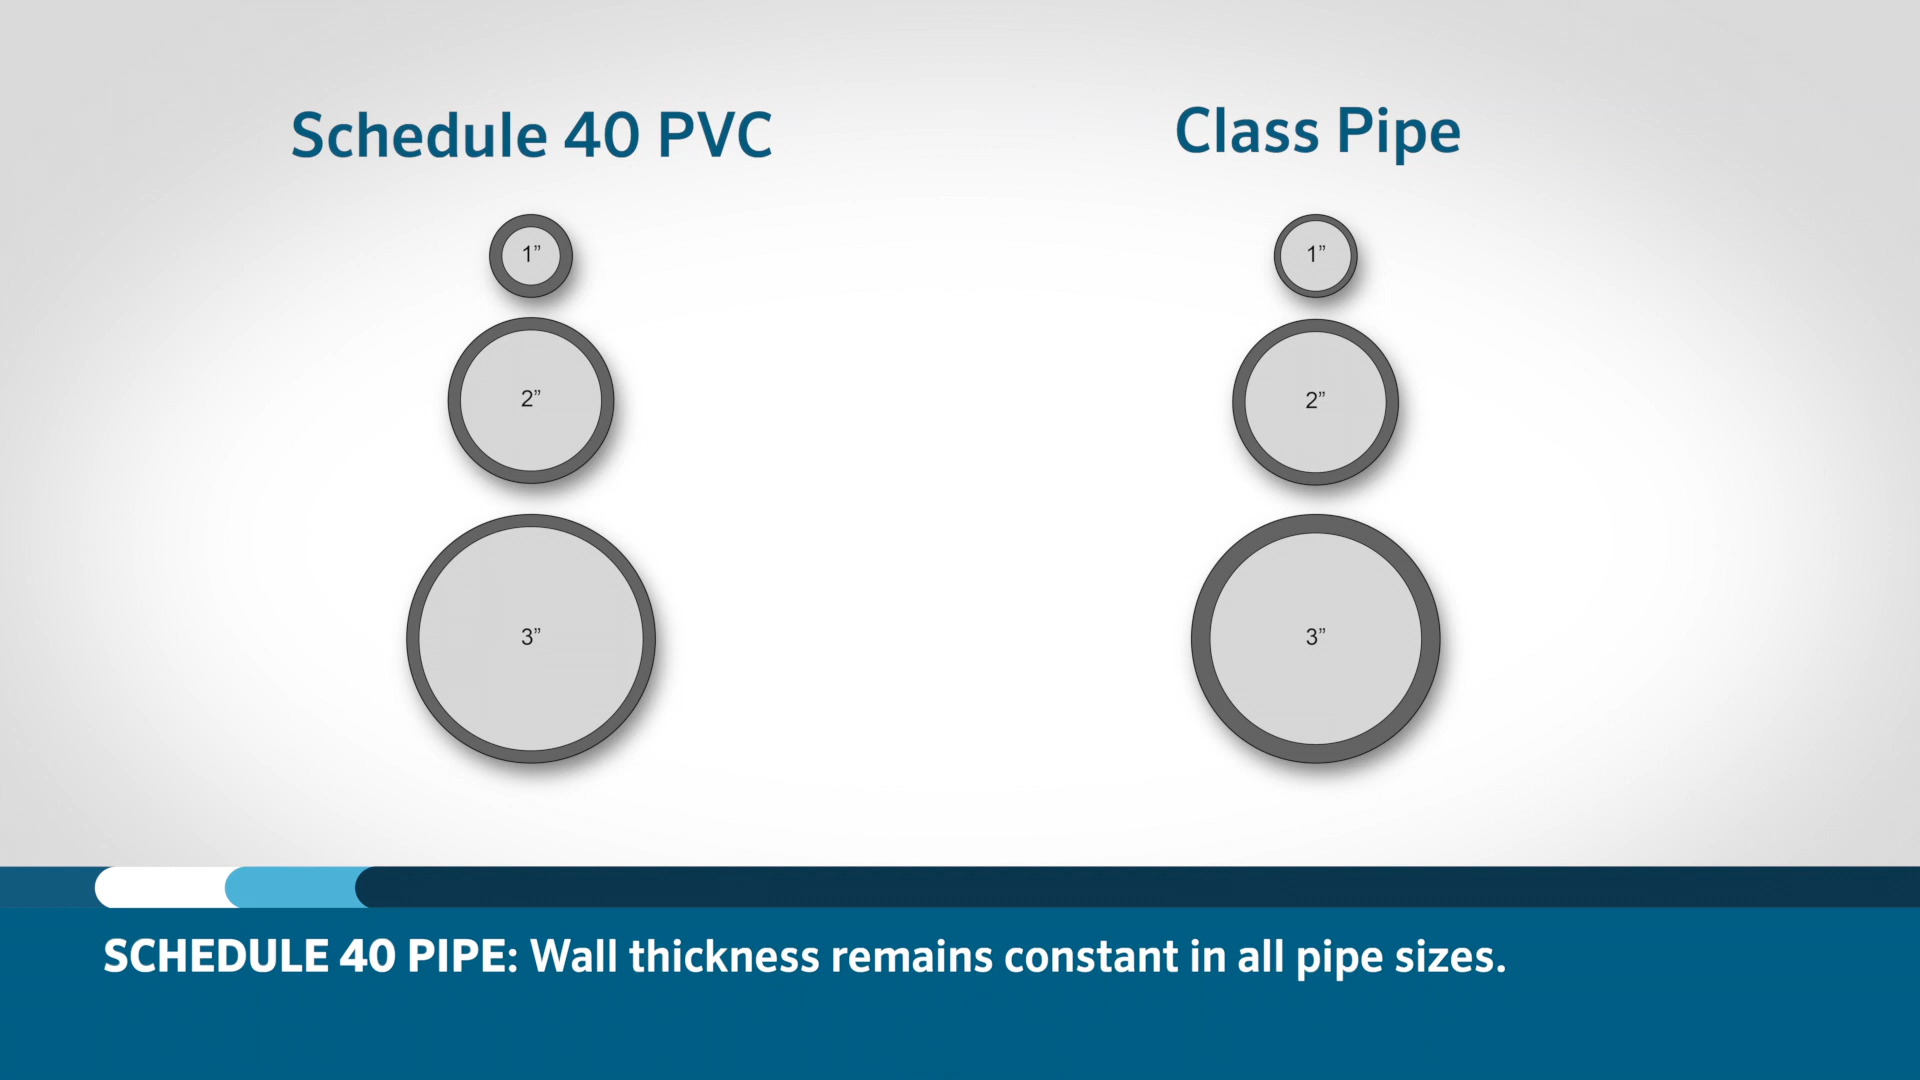 Schedule 40 PVC
Class Pipe
1”
1”
2”
2”
3”
3”
SCHEDULE 40 PIPE: Wall thickness remains constant in all pipe sizes.